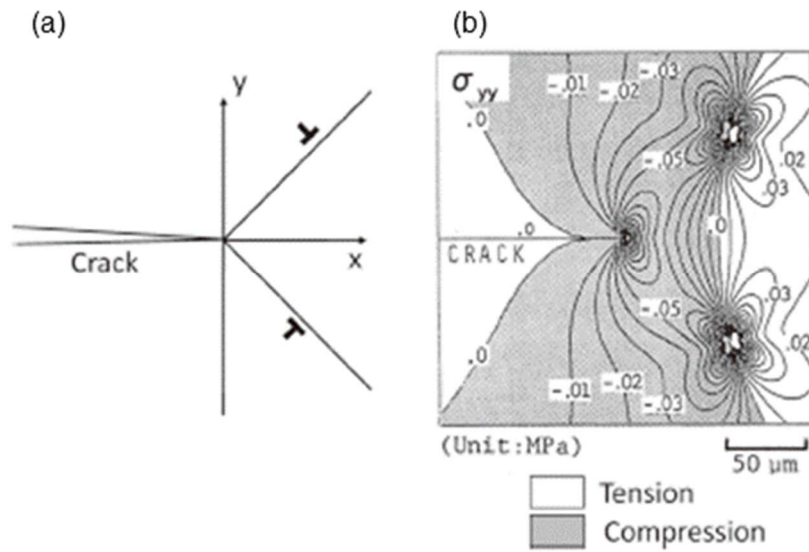 (a)
y
x
Crack
(b)
σyy
.0
-.01
-.02
-.03
-.05
.02
.03
.0
.0
CRACK
-.05
.03
.02
.0
-.01
-.02
-.03
(Unit:MPa)
50 μm
Tension
Compression